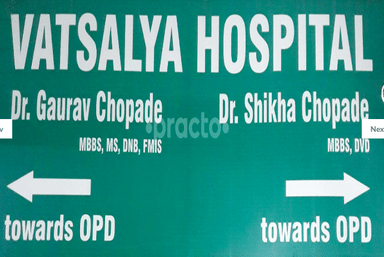 VATSALYA HOSPITAL
Dr. Gaurav Chopade Dr. Shikha Chopade
•practo•
MBBS, MS, DNB, FMIS MBBS, DVD
Nex
towards OPD towards OPD